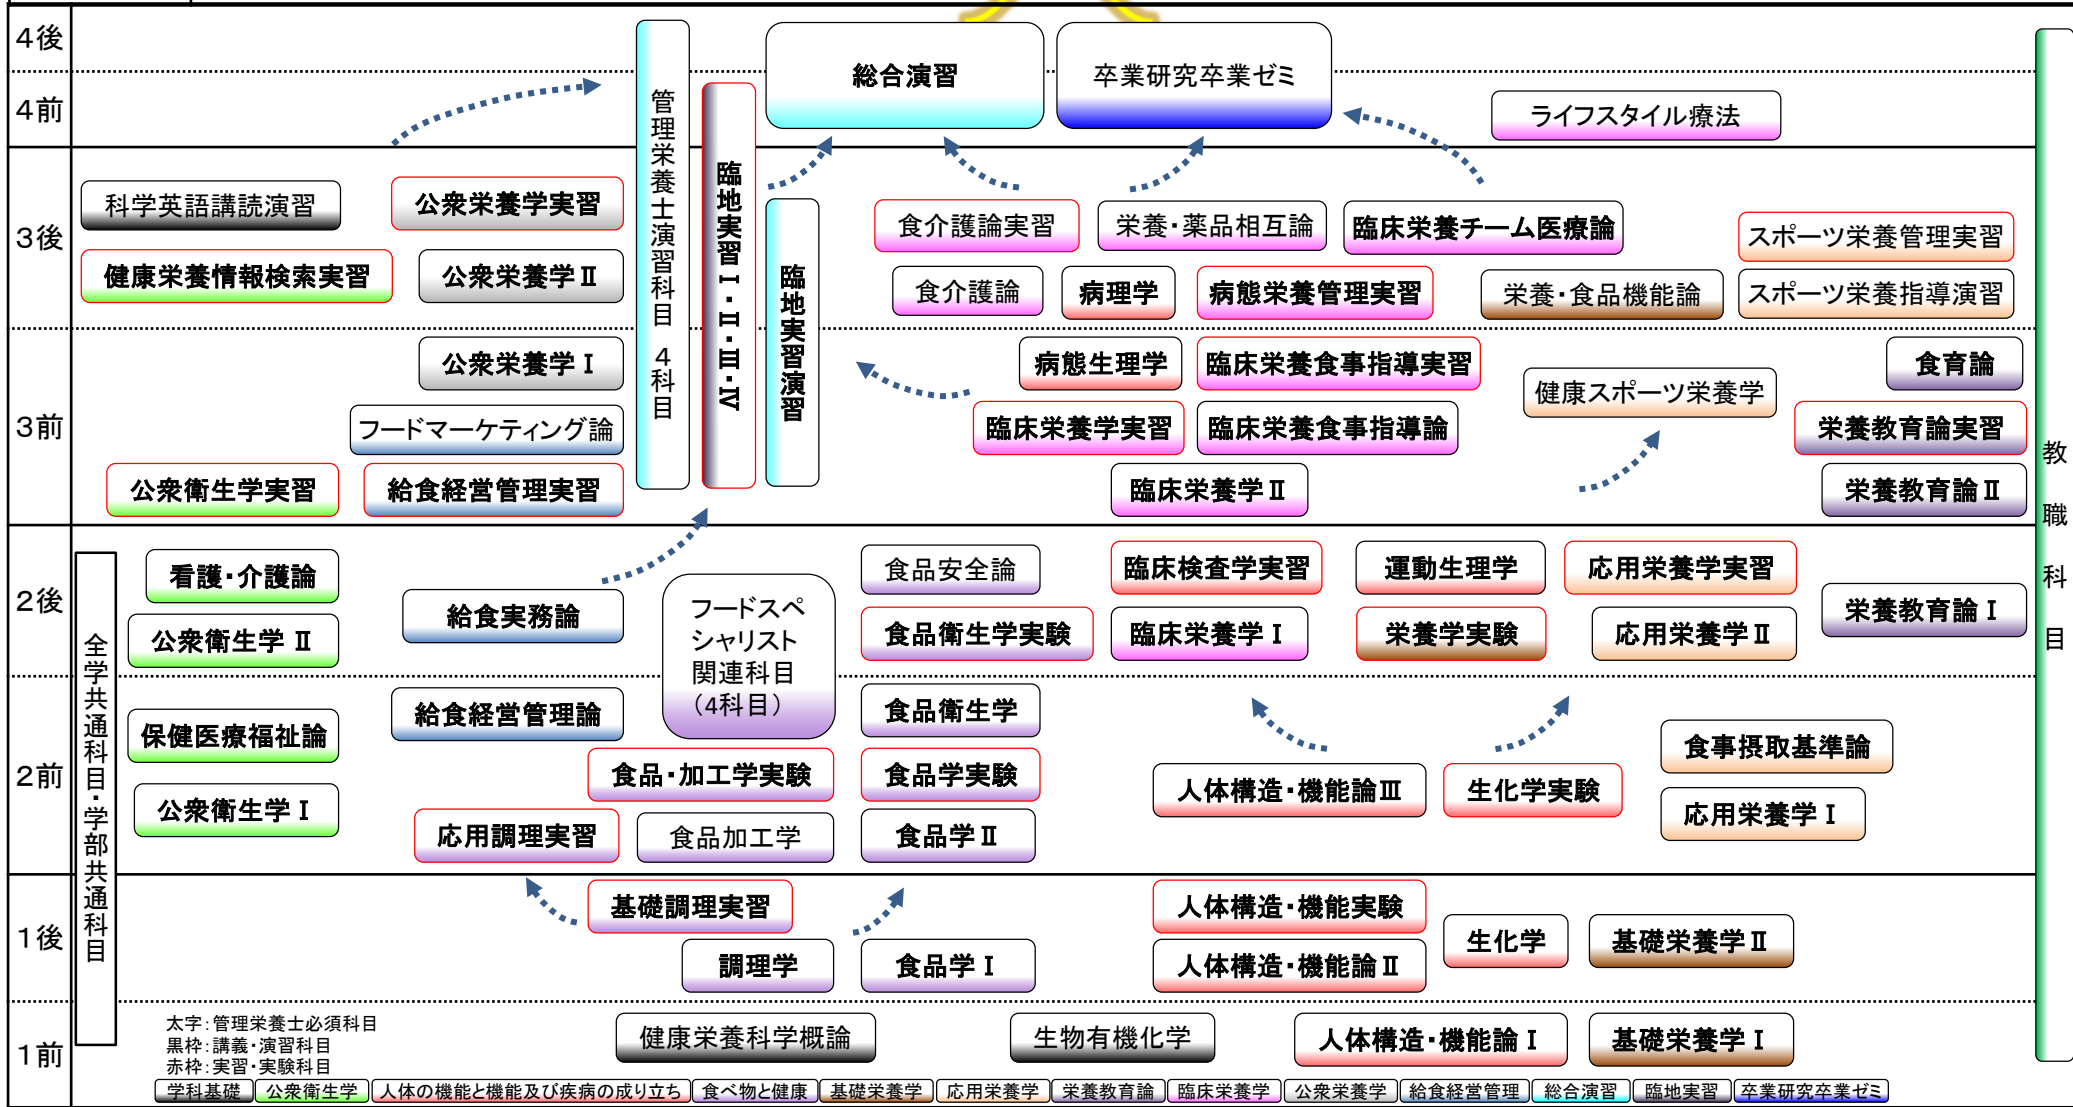 4後
総合演習
卒業研究卒業ゼミ
4前
管理栄養士演習科目 4科目
臨地実習Ⅰ・Ⅱ・Ⅲ・Ⅳ
臨地実習演習
ライフスタイル療法
3後
科学英語講読演習
公衆栄養学実習
食介護論実習
栄養・薬品相互論
臨床栄養チーム医療論
スポーツ栄養管理実習
健康栄養情報検索実習
公衆栄養学Ⅱ
食介護論
病理学
病態栄養管理実習
栄養・食品機能論
スポーツ栄養指導演習
3前
公衆栄養学Ⅰ
病態生理学
臨床栄養食事指導実習
健康スポーツ栄養学
食育論
フードマーケティング論
臨床栄養学実習
臨床栄養食事指導論
栄養教育論実習
公衆衛生学実習
給食経営管理実習
臨床栄養学Ⅱ
栄養教育論Ⅱ
教職科目
全学共通科目・学部共通科目
2後
看護・介護論
給食実務論
フードスペ
シャリスト
関連科目
(4科目)
食品安全論
臨床検査学実習
運動生理学
応用栄養学実習
栄養教育論Ⅰ
公衆衛生学Ⅱ
食品衛生学実験
臨床栄養学Ⅰ
栄養学実験
応用栄養学Ⅱ
2前
保健医療福祉論
給食経営管理論
食品衛生学
食事摂取基準論
公衆衛生学Ⅰ
食品・加工学実験
食品学実験
人体構造・機能論Ⅲ
生化学実験
応用栄養学Ⅰ
応用調理実習
食品加工学
食品学Ⅱ
1後
基礎調理実習
人体構造・機能実験
生化学
基礎栄養学Ⅱ
調理学
食品学Ⅰ
人体構造・機能論Ⅱ
1前
太字:管理栄養士必須科目
黒枠:講義・演習科目
赤枠:実習・実験科目
健康栄養科学概論
生物有機化学
人体構造・機能論Ⅰ
基礎栄養学Ⅰ
学科基礎 公衆衛生学 人体の機能と機能及び疾病の成り立ち 食べ物と健康 基礎栄養学 応用栄養学 栄養教育論 臨床栄養学 公衆栄養学 給食経営管理 総合演習 臨地実習 卒業研究卒業ゼミ